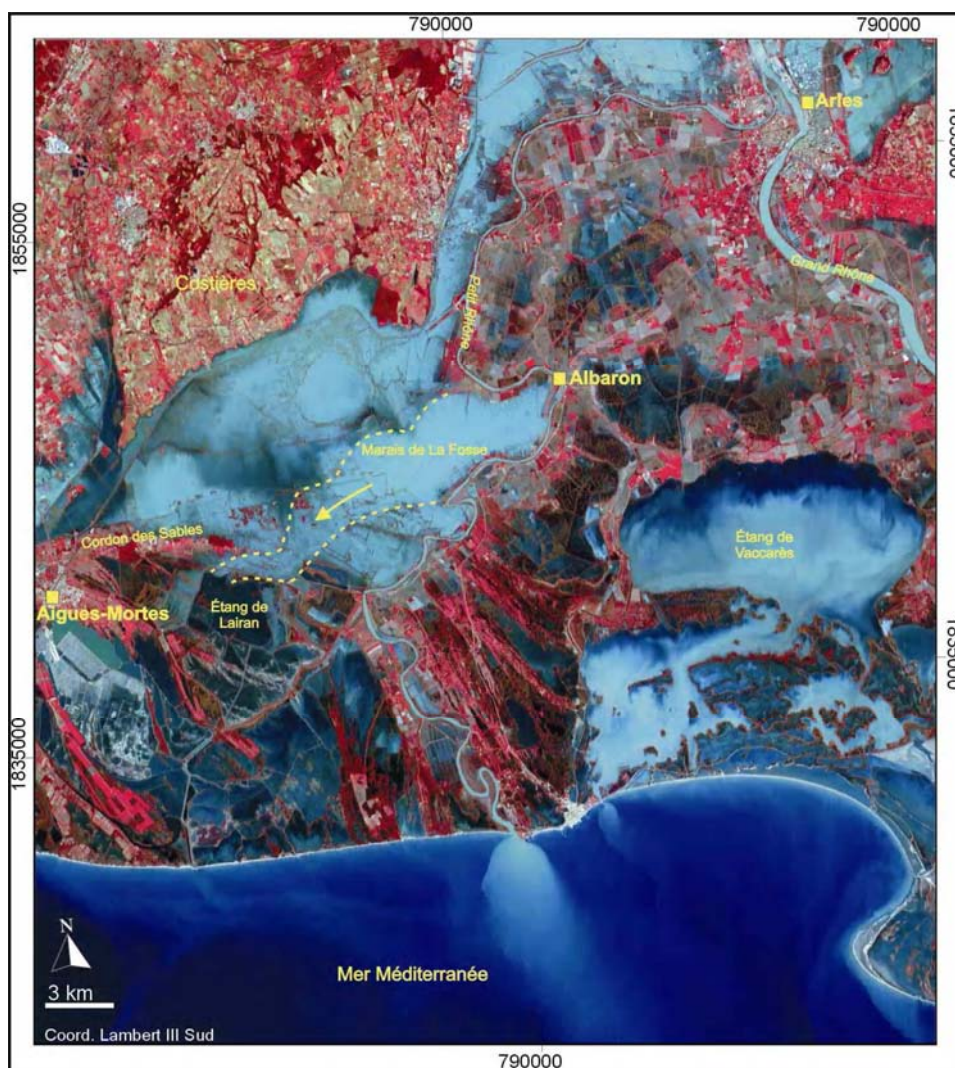 790000
790000
Arles
1855000
Costières
Petit Rhône
Grand Rhône
Albaron
Marais de La Fosse
Cordon des Sables
Étang de
Vaccarès
Aigues-Mortes
Étang de
Laïran
1835000
N
3 km
Mer Méditerranée
Coord. Lambert III Sud
790000